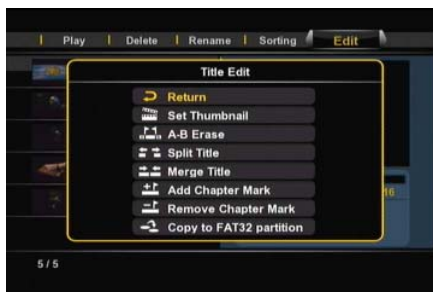 Play Delete Rename Sorting Edit
Title Edit
Return
Set Thumbnail
A-B Erase
Split Title
Merge Title
Add Chapter Mark
Remove Chapter Mark
Copy to FAT32 partition
16
5 / 5